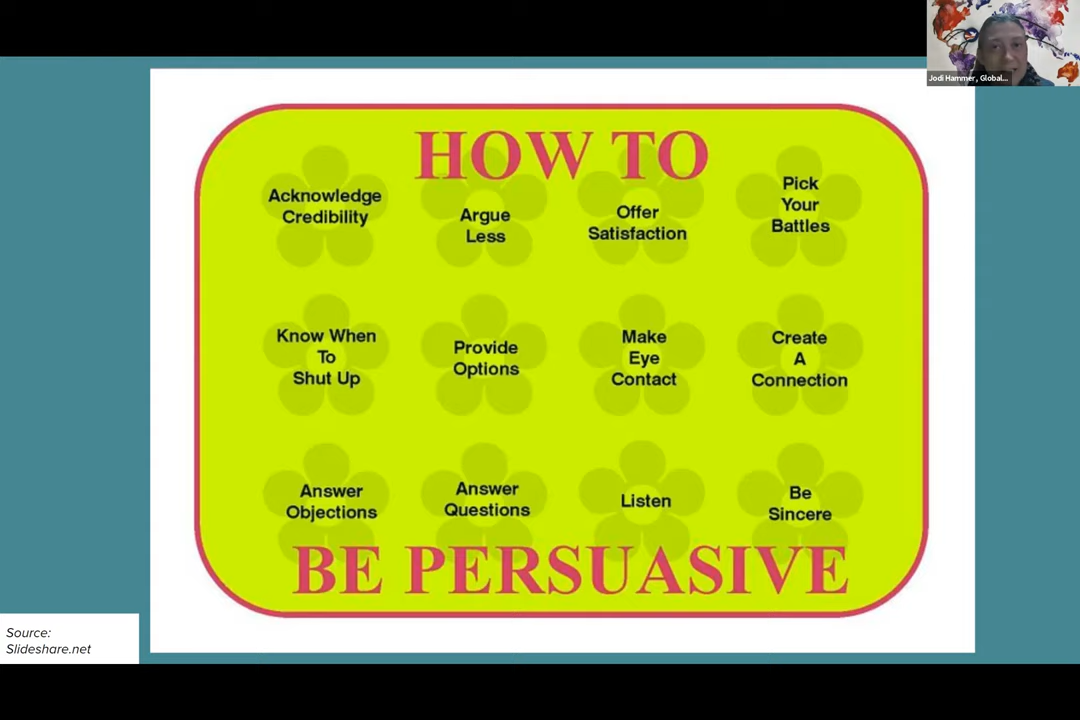 Jodi Hammer, Global...
HOW TO
Acknowledge
Credibility
Argue
Less
Offer
Satisfaction
Pick
Your
Battles
Know When
To
Shut Up
Provide
Options
Make
Eye
Contact
Create
A
Connection
Answer
Objections
Answer
Questions
Listen
Be
Sincere
BE PERSUASIVE
Source:
Slideshare.net